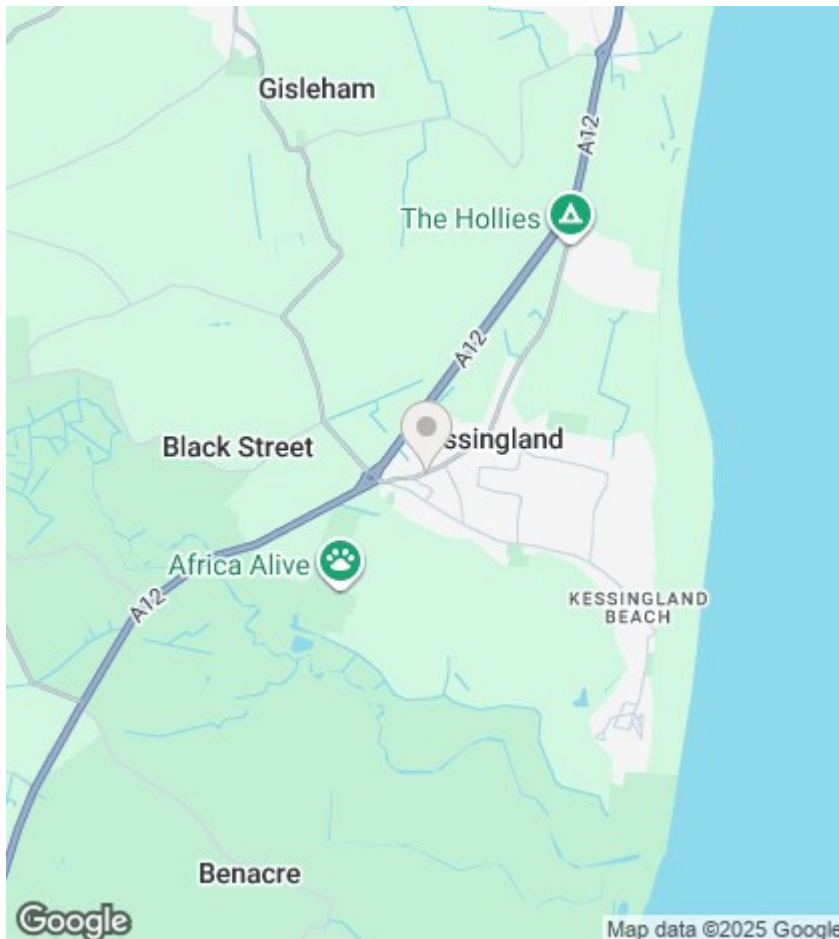 Gisleham
A12
The Hollies
A12
Black Street
ssingland
Africa Alive
KESSINGLAND
BEACH
A12
Benacre
Google
Map data ©2025 Google